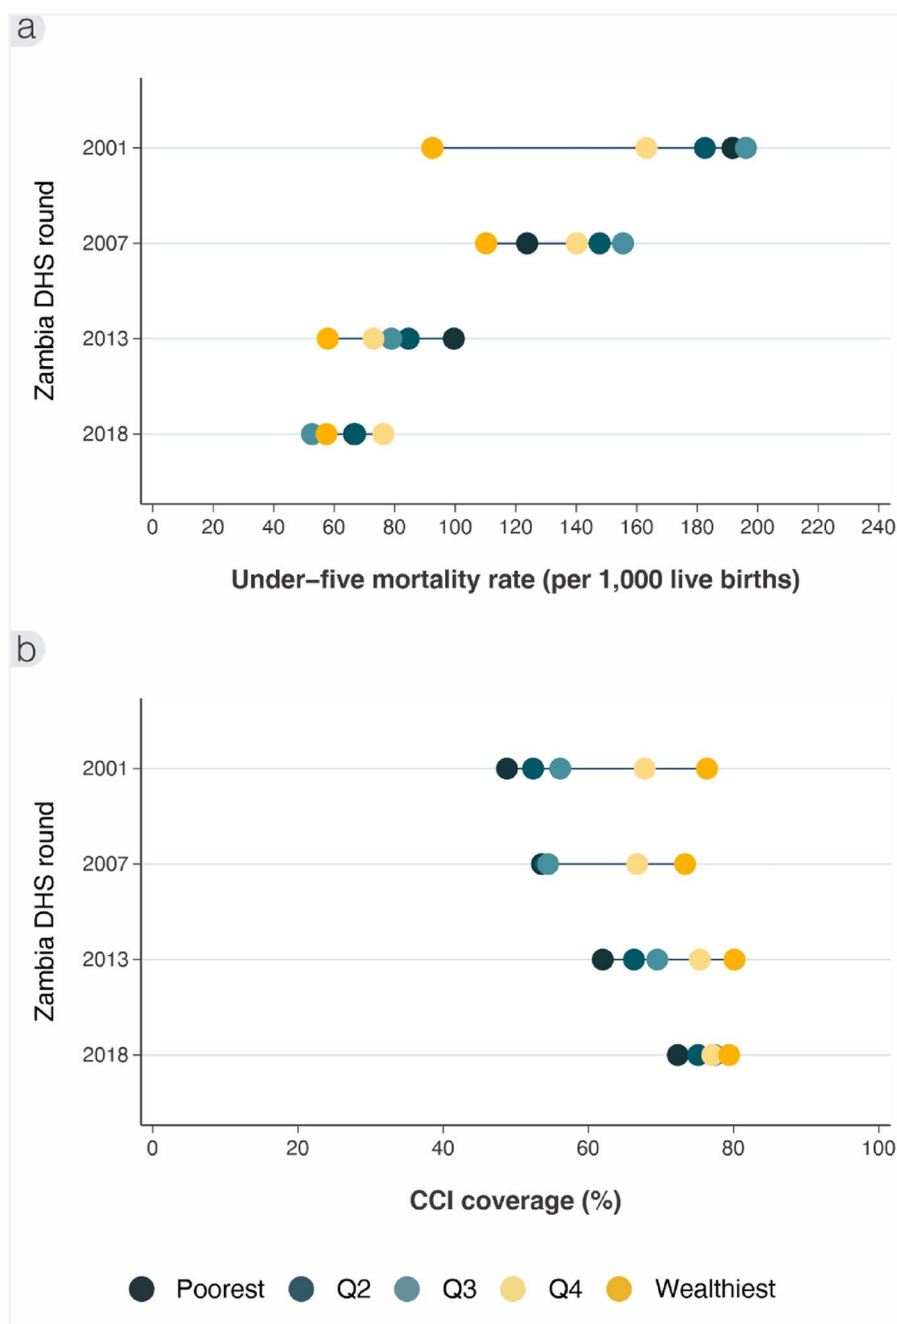 a
Zambia DHS round
2001
2007
2013
2018
0 20 40 60 80 100 120 140 160 180 200 220 240
Under–five mortality rate (per 1,000 live births)
b
Zambia DHS round
2001
2007
2013
2018
0 20 40 60 80 100
CCI coverage (%)
Poorest Q2 Q3 Q4 Wealthiest